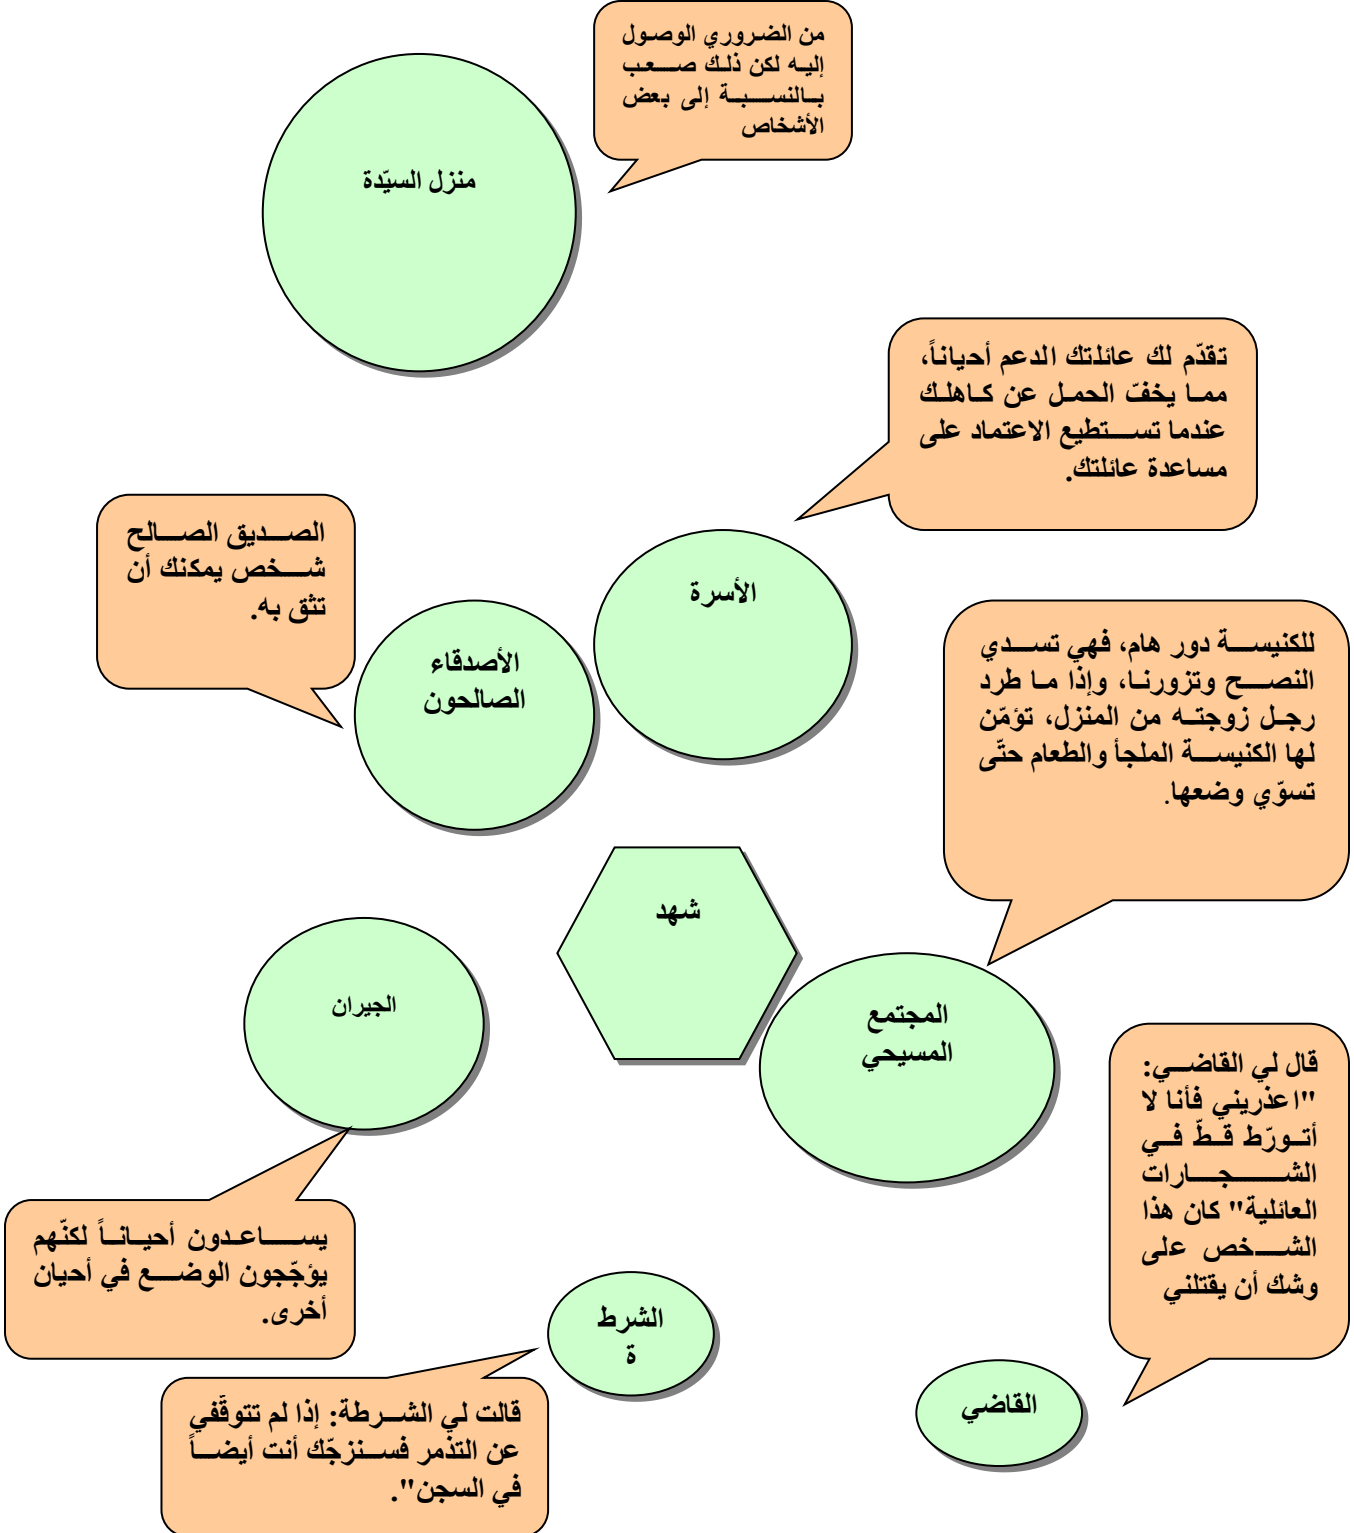 من الضروري الوصول
إليه لكن ذلك صعب
بالنسبة إلى بعض
الأشخاص
منزل السيّدة
تقدّم لك عائلتك الدعم أحياناً،
مما يخفّ الحمل عن كاهلك
عندما تستطيع الاعتماد على
مساعدة عائلتك.
الصديق الصالح
شخص يمكنك أن
تثق به.
الأسرة
الأصدقاء
الصالحون
للكنيسة دور هام، فهي تسدي
النصح وتزورنا، وإذا ما طرد
رجل زوجته من المنزل، تؤمّن
لها الكنيسة الملجأ والطعام حتّى
تسوّي وضعها.
شهد
الجيران
المجتمع
المسيحي
قال لي القاضي:
"اعذريني فأنا لا
أتورّط قطّ في
الشجارات
العائلية" كان هذا
الشخص على
وشك أن يقتلني
يساعدون أحياناً لكنّهم
يؤجّجون الوضع في أحيان
أخرى.
الشرط
ة
القاضي
قالت لي الشرطة: إذا لم تتوقّفي
عن التذمر فسنزجّك أنت أيضاً
في السجن".